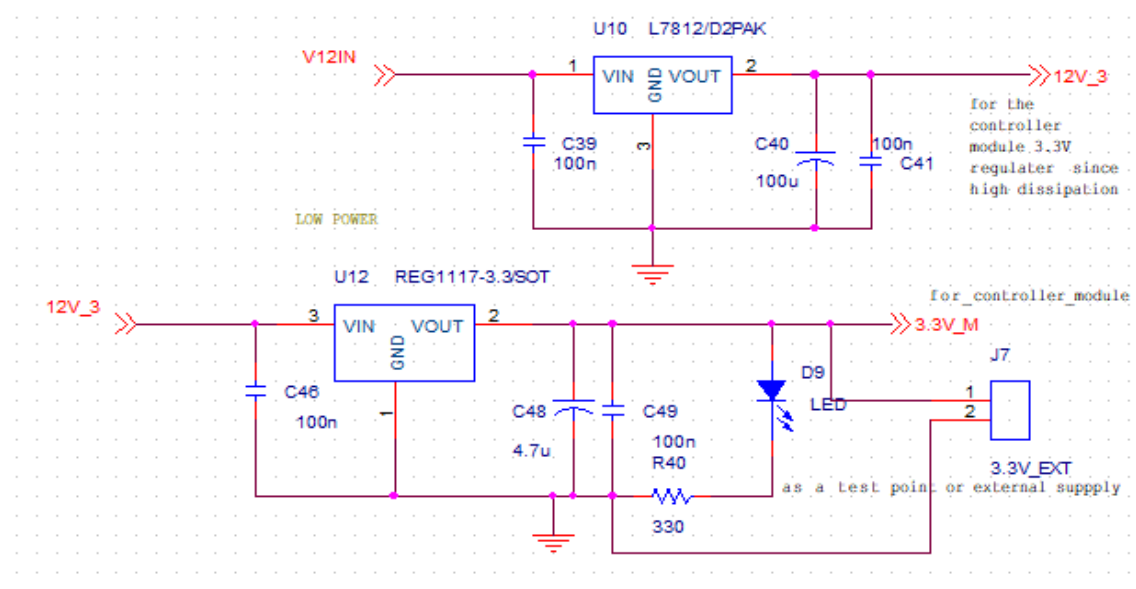 U10 L7812/D2PAK
V12IN
1
VIN
GND
VOUT
2
12V_3
3
C39
100n
C40
100u
100n
C41
for the
controller
module 3.3V
regulater since
high dissipation
LOW POWER
U12 REG1117-3.3/SOT
12V_3
3
VIN
VOUT
GND
2
1
for_controller_module
3.3V_M
C46
100n
C48
4.7u
C49
100n
D9
LED
J7
1
2
3.3V_EXT
R40
330
as a test point or external suppply